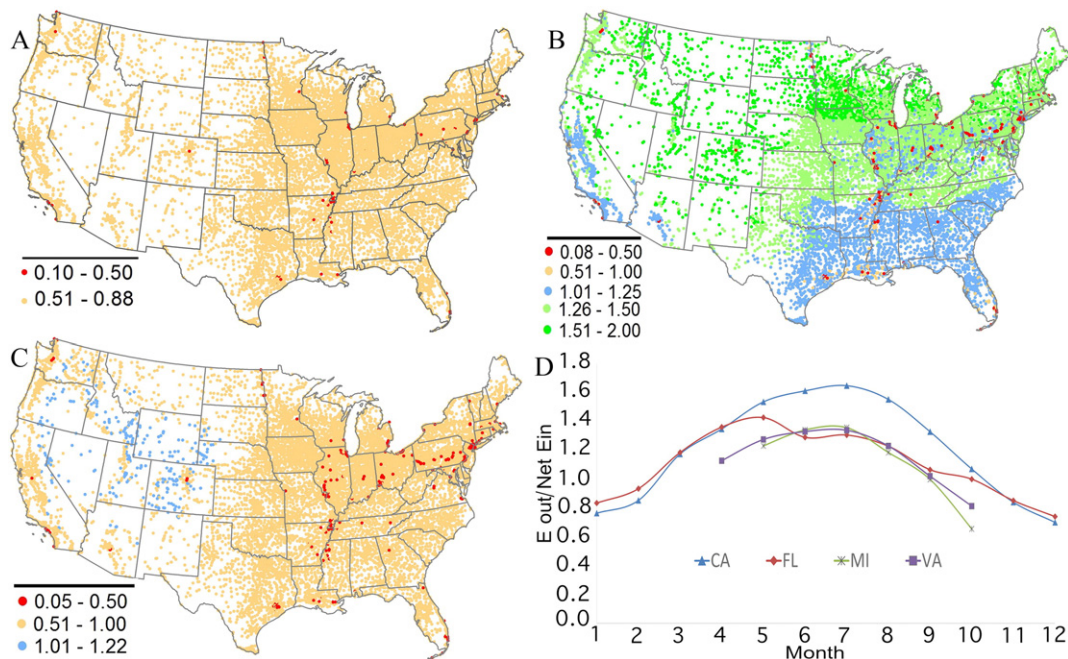 A
0.10 - 0.50
0.51 - 0.88
B
0.08 - 0.50
0.51 - 1.00
1.01 - 1.25
1.26 - 1.50
1.51 - 2.00
C
0.05 - 0.50
0.51 - 1.00
1.01 - 1.22
D
E out/Net Ein
1.8
1.6
1.4
1.2
1.0
0.8
0.6
0.4
0.2
0.0
CA FL MI VA
1 2 3 4 5 6 7 8 9 10 11 12
Month